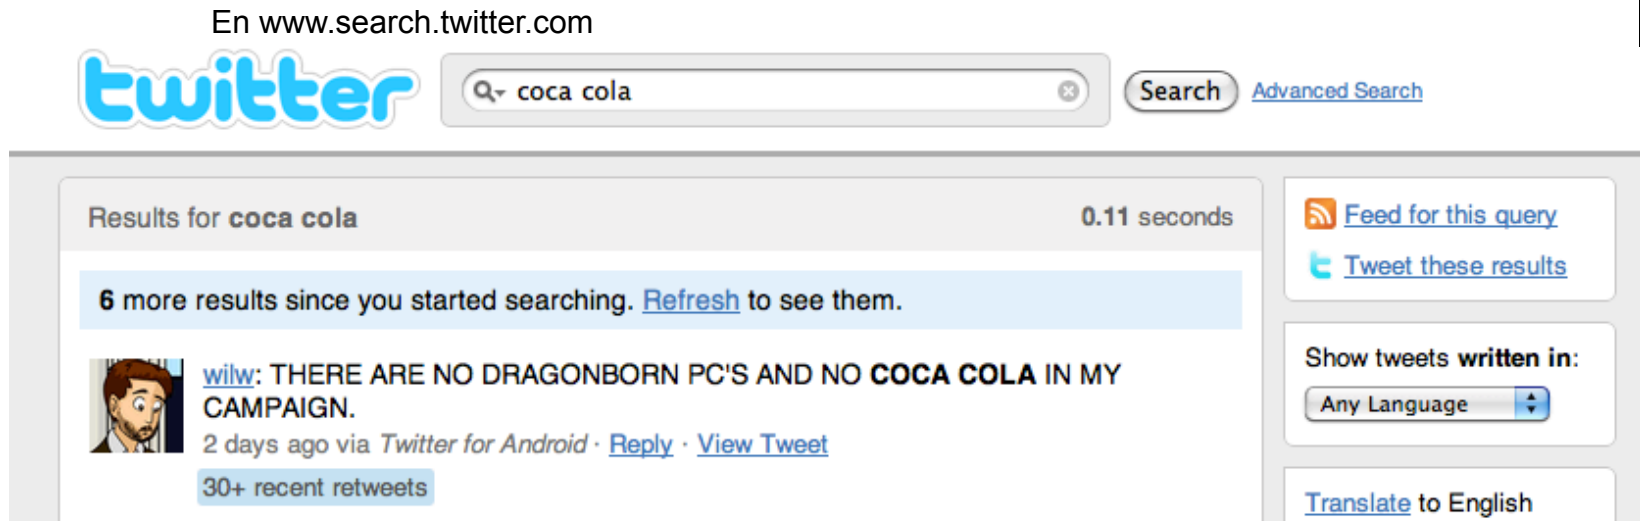 En www.search.twitter.com
twitter
coca cola
Search
Advanced Search
Results for coca cola
0.11 seconds
6 more results since you started searching. Refresh to see them.
wilw: THERE ARE NO DRAGONBORN PC'S AND NO COCA COLA IN MY
CAMPAIGN.
2 days ago via Twitter for Android · Reply · View Tweet
30+ recent retweets
Feed for this query
t Tweet these results
Show tweets written in:
Any Language
Translate to English